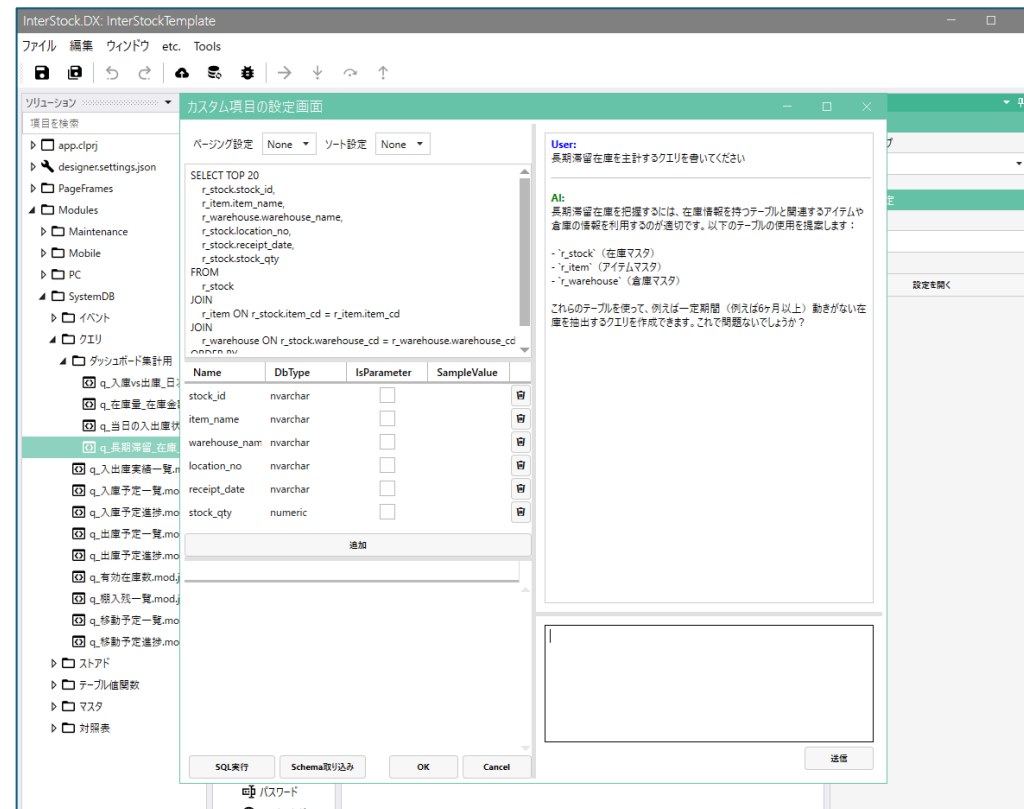 InterStock.DX: InterStockTemplate
ファイル 編集 ウィンドウ etc. Tools
ソリューション
項目を検索
app.clprj
designer.settings.json
PageFrames
Modules
Maintenance
Mobile
PC
SystemDB
イベント
クエリ
ダッシュボード集計用
q_入庫vs出庫_日
q_在庫量_在庫金
q_当日の入出庫状
q_長期滞留_在庫
q_入出庫実績一覧.m
q_入庫予定一覧.mo
q_入庫予定進捗.mo
q_出庫予定一覧.mo
q_出庫予定進捗.mo
q_有効在庫数.mod.j
q_棚入残一覧.mod.j
q_移動予定一覧.mo
q_移動予定進捗.mo
ストアド
テーブル値関数
マスタ
対照表
カスタム項目の設定画面
ページング設定 None ソート設定 None
SELECT TOP 20
r_stock.stock_id,
r_item.item_name,
r_warehouse.warehouse_name,
r_stock.location_no,
r_stock.receipt_date,
r_stock.stock_qty
FROM
r_stock
JOIN
r_item ON r_stock.item_cd = r_item.item_cd
JOIN
r_warehouse ON r_stock.warehouse_cd = r_warehouse.warehouse_cd
ORDER BY
Name DbType IsParameter SampleValue
stock_id nvarchar
item_name nvarchar
warehouse_nam nvarchar
location_no nvarchar
receipt_date nvarchar
stock_qty numeric
追加
SQL実行 Schema取り込み OK Cancel
User:
長期滞留在庫を主計するクエリを書いてください
AI:
長期滞留在庫を把握するには、在庫情報を持つテーブルと関連するアイテムや
倉庫の情報を利用するのが適切です。以下のテーブルの使用を提案します：
- `r_stock`（在庫マスタ）
- `r_item`（アイテムマスタ）
- `r_warehouse`（倉庫マスタ）
これらのテーブルを使って、例えば一定期間（例えば6ヶ月以上）動きがない在
庫を抽出するクエリを作成できます。これで問題ないでしょうか？
送信
設定を開く
パスワード